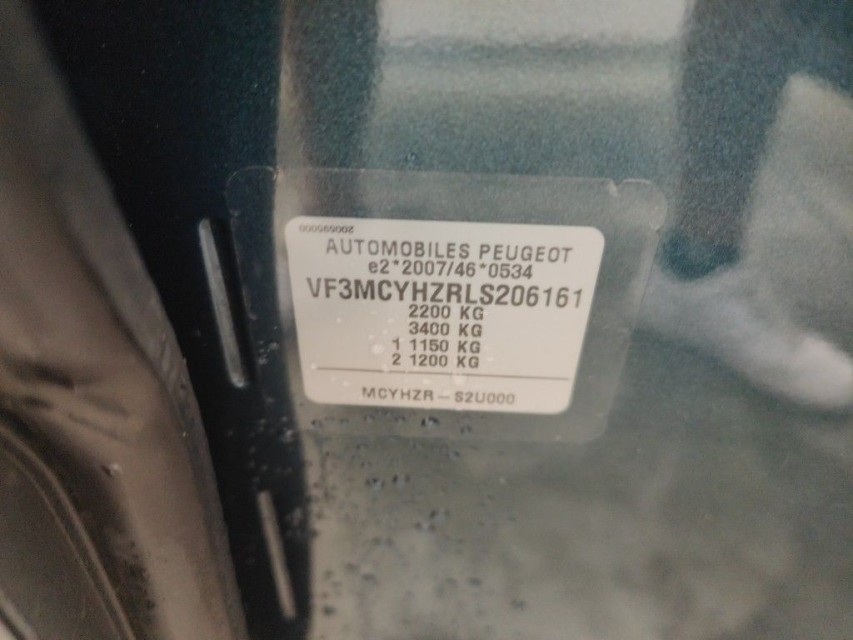 200695000
AUTOMOBILES PEUGEOT
e2*2007/46*0534
VF3MCYHZRLS206161
2200 KG
3400 KG
1 1150 KG
2 1200 KG
MCYHZR - S2U000